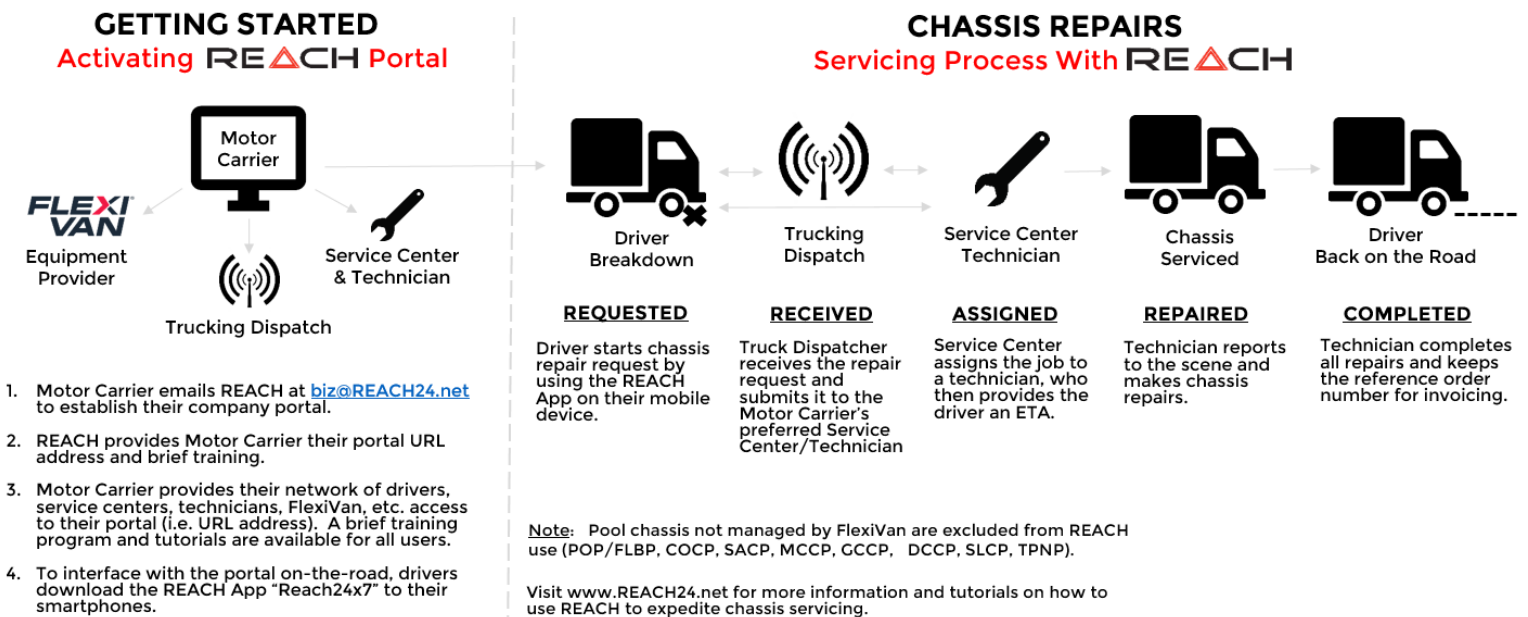 GETTING STARTED
Activating REACH Portal
Motor
Carrier
FLEXI
VAN
Equipment
Provider
Service Center
& Technician
Trucking Dispatch
1. Motor Carrier emails REACH at biz@REACH24.net
to establish their company portal.
2. REACH provides Motor Carrier their portal URL
address and brief training.
3. Motor Carrier provides their network of drivers,
service centers, technicians, FlexiVan, etc. access
to their portal (i.e. URL address). A brief training
program and tutorials are available for all users.
4. To interface with the portal on-the-road, drivers
download the REACH App “Reach24x7” to their
smartphones.
CHASSIS REPAIRS
Servicing Process With REACH
Driver
Breakdown
Trucking
Dispatch
Service Center
Technician
Chassis
Serviced
Driver
Back on the Road
REQUESTED
Driver starts chassis
repair request by
using the REACH
App on their mobile
device.
RECEIVED
Truck Dispatcher
receives the repair
request and
submits it to the
Motor Carrier’s
preferred Service
Center/Technician
ASSIGNED
Service Center
assigns the job to
a technician, who
then provides the
driver an ETA.
REPAIRED
Technician reports
to the scene and
makes chassis
repairs.
COMPLETED
Technician completes
all repairs and keeps
the reference order
number for invoicing.
Note: Pool chassis not managed by FlexiVan are excluded from REACH
use (POP/FLBP, COCP, SACP, MCCP, GCCP, DCCP, SLCP, TPNP).
Visit www.REACH24.net for more information and tutorials on how to
use REACH to expedite chassis servicing.